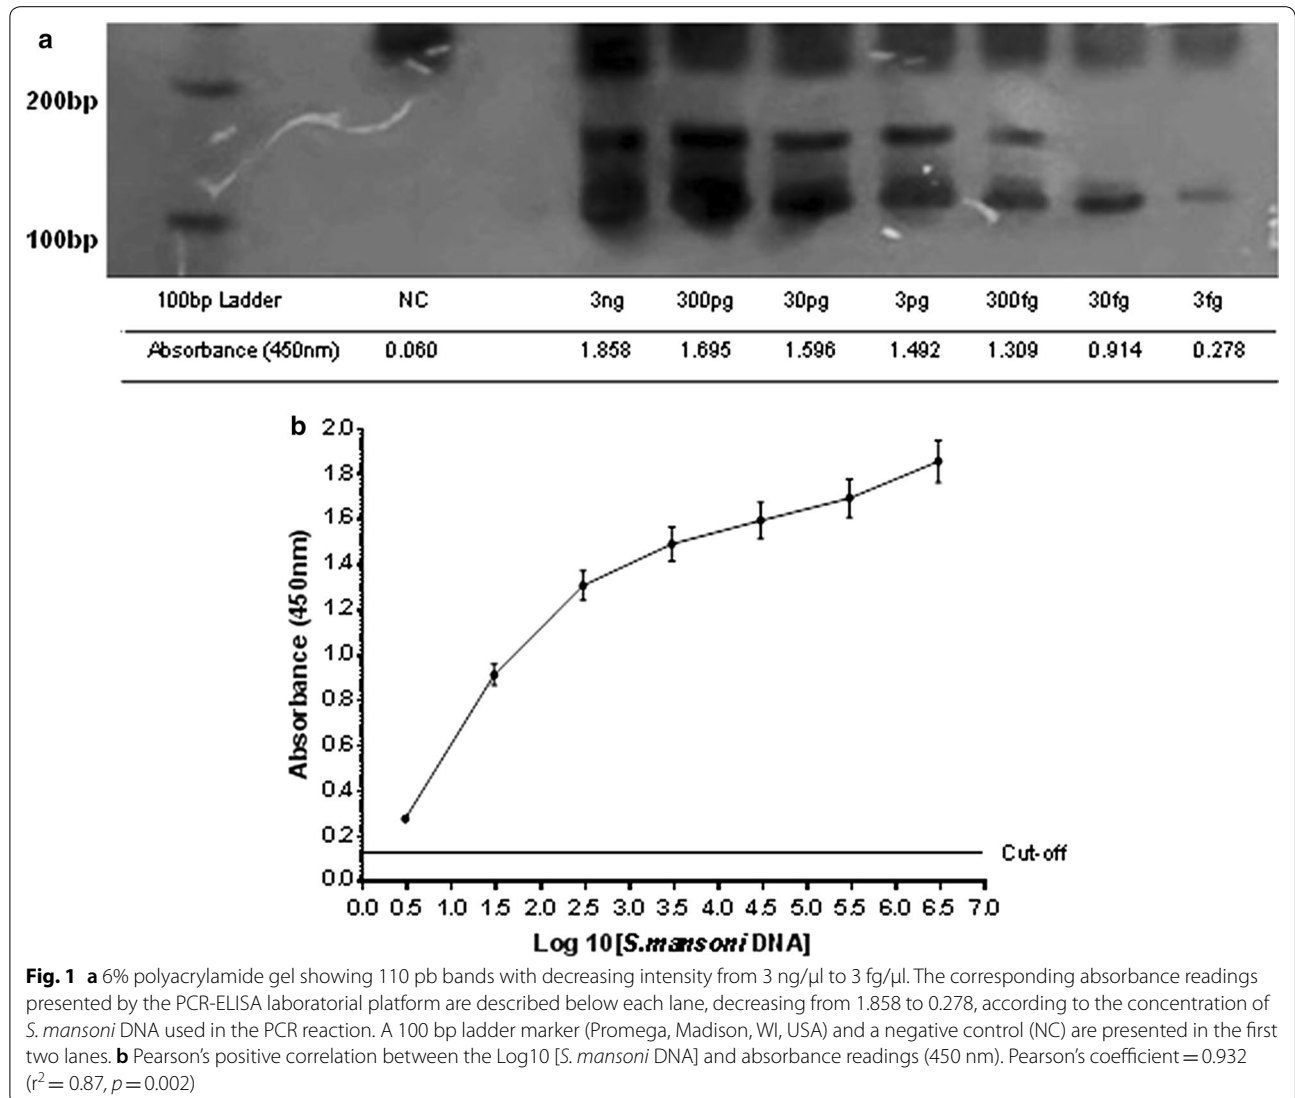 a
200bp
100bp
100bp Ladder NC 3ng 300pg 30pg 3pg 300fg 30fg 3fg
Absorbance (450nm) 0.060 1.858 1.695 1.596 1.492 1.309 0.914 0.278
b
2.0
1.8
1.6
1.4
1.2
1.0
0.8
0.6
0.4
0.2
0.0
Absorbance (450nm)
Cut-off
0.0 0.5 1.0 1.5 2.0 2.5 3.0 3.5 4.0 4.5 5.0 5.5 6.0 6.5 7.0
Log 10 [S.mansoni DNA]
Fig. 1 a 6% polyacrylamide gel showing 110 pb bands with decreasing intensity from 3 ng/µl to 3 fg/µl. The corresponding absorbance readings
presented by the PCR-ELISA laboratorial platform are described below each lane, decreasing from 1.858 to 0.278, according to the concentration of
S. mansoni DNA used in the PCR reaction. A 100 bp ladder marker (Promega, Madison, WI, USA) and a negative control (NC) are presented in the first
two lanes. b Pearson's positive correlation between the Log10 [S. mansoni DNA] and absorbance readings (450 nm). Pearson's coefficient = 0.932
(r² = 0.87, p = 0.002)